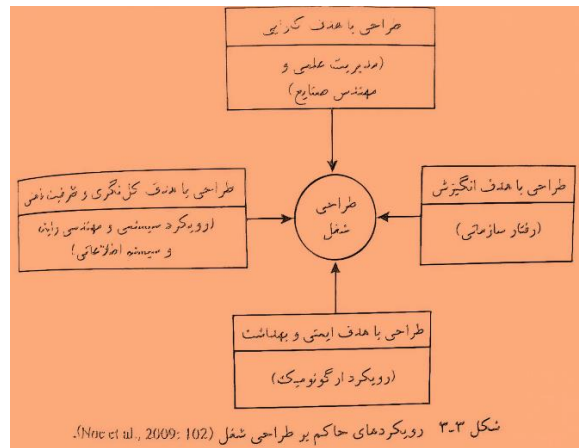 طراحی با هدف کارایی
(مدیریت علمی و
مهندسی صنایع)
طراحی با هدف کل‌نگری و ظرفیت ذهنی
(رویکرد سیستمی و مهندسی رایانه
و سیستم اطلاعاتی)
طراحی
شغل
طراحی با هدف انگیزش
(رفتار سازمانی)
طراحی با هدف ایمنی و بهداشت
(رویکرد ارگونومیک)
شکل ۳-۳ رویکردهای حاکم بر طراحی شغل (Noe et al., 2009: 102).